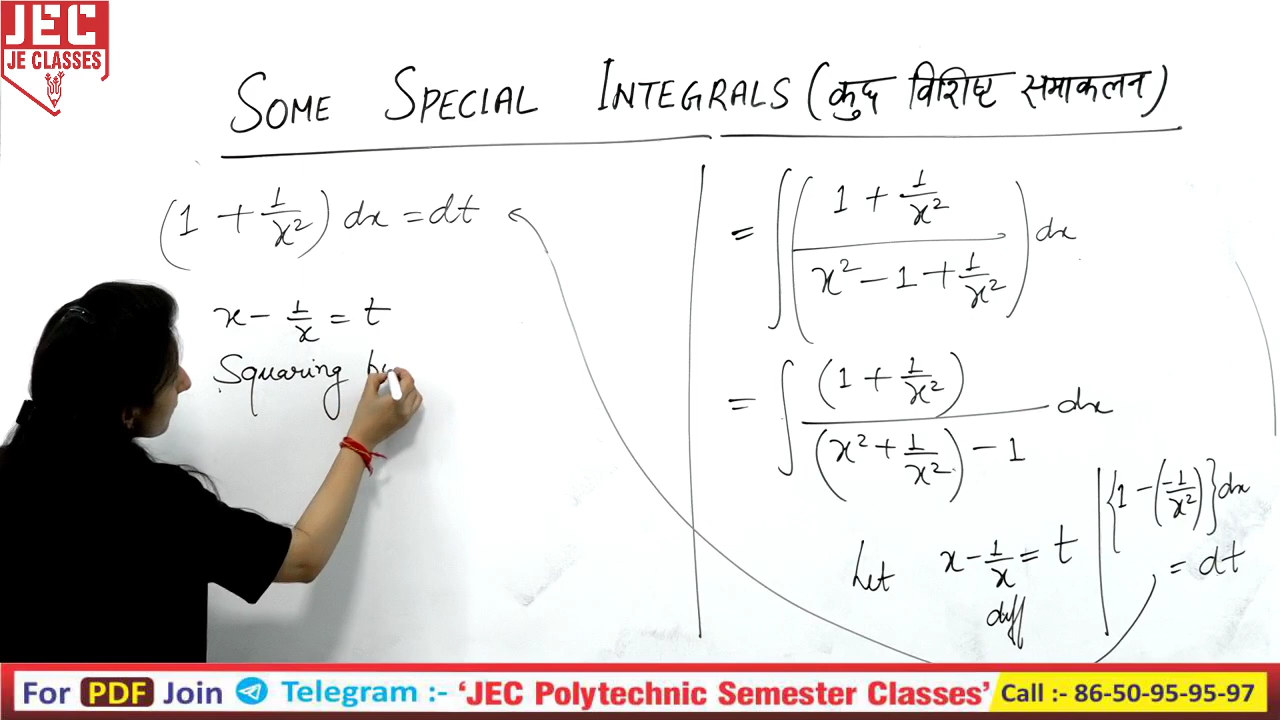 JEC
JE CLASSES
SOME SPECIAL INTEGRALS (कुछ विशिष्ट समाकलन)
(1 + 1/x²) dx = dt
x - 1/x = t
Squaring
= ∫ ( (1 + 1/x²) / (x² - 1 + 1/x²) ) dx
= ∫ (1 + 1/x²) / ((x² + 1/x²) - 1) dx
Let x - 1/x = t
diff
{1 - (-1/x²)} dx
= dt
For PDF Join Telegram :- 'JEC Polytechnic Semester Classes' Call :- 86-50-95-95-97